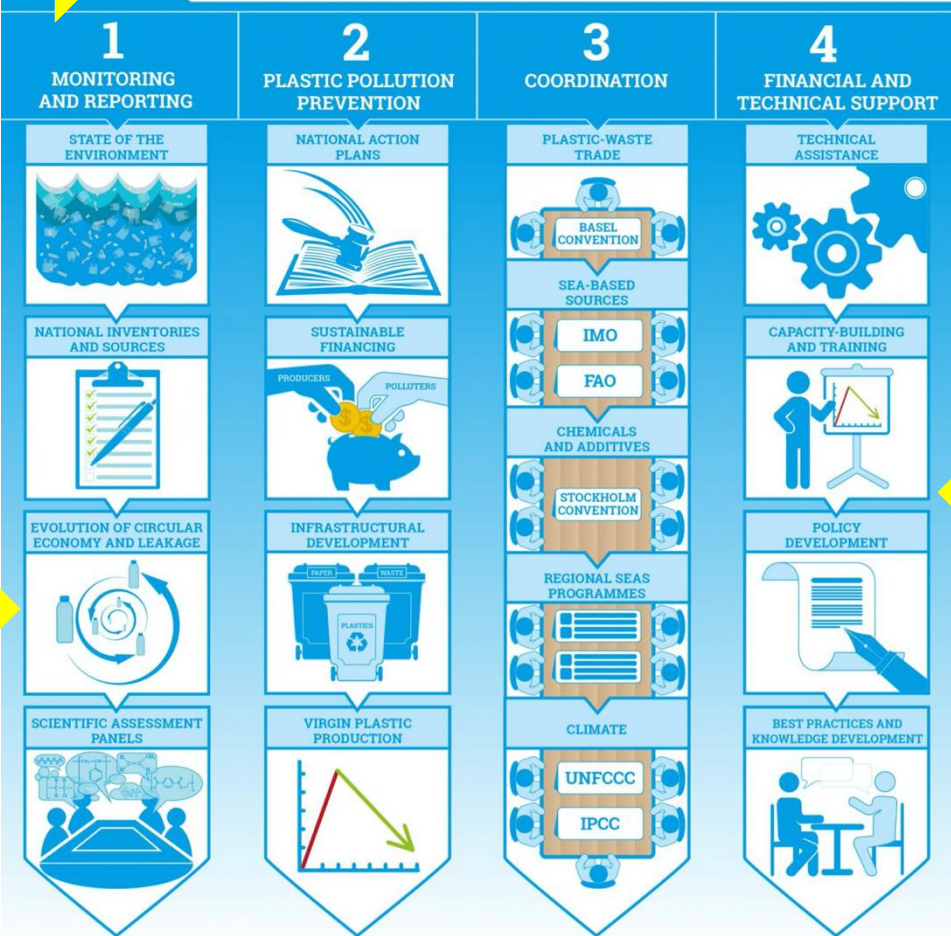 1
MONITORING
AND REPORTING
STATE OF THE
ENVIRONMENT
NATIONAL INVENTORIES
AND SOURCES
EVOLUTION OF CIRCULAR
ECONOMY AND LEAKAGE
SCIENTIFIC ASSESSMENT
PANELS
2
PLASTIC POLLUTION
PREVENTION
NATIONAL ACTION
PLANS
SUSTAINABLE
FINANCING
PRODUCERS
POLLUTERS
INFRASTRUCTURAL
DEVELOPMENT
PAPER
WASTE
PLASTICS
VIRGIN PLASTIC
PRODUCTION
3
COORDINATION
PLASTIC-WASTE
TRADE
BASEL
CONVENTION
SEA-BASED
SOURCES
IMO
FAO
CHEMICALS
AND ADDITIVES
STOCKHOLM
CONVENTION
REGIONAL SEAS
PROGRAMMES
CLIMATE
UNFCCC
IPCC
4
FINANCIAL AND
TECHNICAL SUPPORT
TECHNICAL
ASSISTANCE
CAPACITY-BUILDING
AND TRAINING
POLICY
DEVELOPMENT
BEST PRACTICES AND
KNOWLEDGE DEVELOPMENT